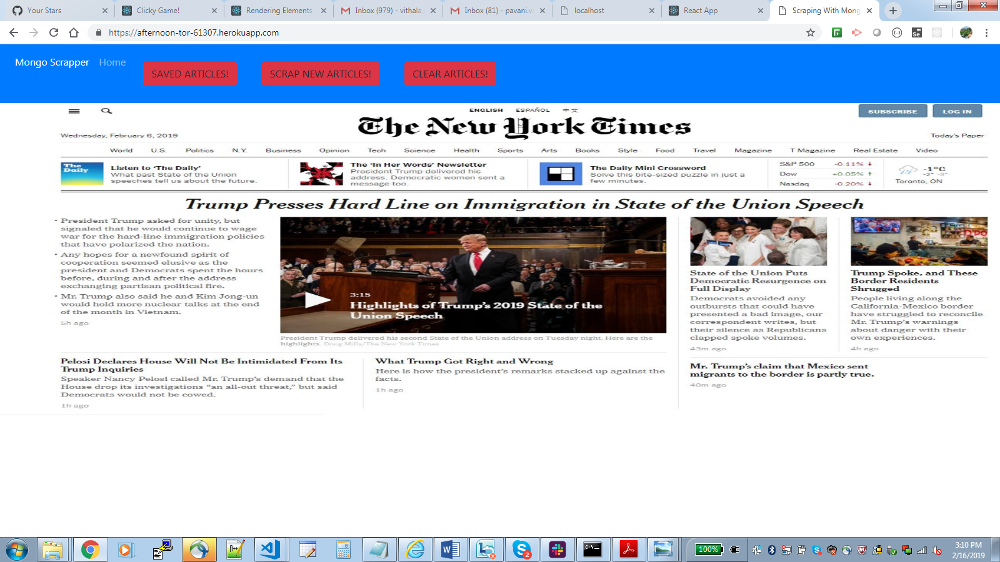 Your Stars
Clicky Game!
Rendering Elements
Inbox (979) - vithala.
Inbox (81) - pavani.v
localhost
React App
Scraping With Mong
https://afternoon-tor-61307.herokuapp.com
Mongo Scrapper
Home
SAVED ARTICLES!
SCRAP NEW ARTICLES!
CLEAR ARTICLES!
ENGLISH
ESPAÑOL
中文
SUBSCRIBE
LOG IN
The New York Times
Wednesday, February 6, 2019
Today's Paper
World
U.S.
Politics
N.Y.
Business
Opinion
Tech
Science
Health
Sports
Arts
Books
Style
Food
Travel
Magazine
T Magazine
Real Estate
Video
The
Daily
Listen to 'The Daily'
What past State of the Union
speeches tell us about the future.
The 'In Her Words' Newsletter
President Trump delivered his
address. Democratic women sent a
message too.
The Daily Mini Crossword
Solve this bite-sized puzzle in just a
few minutes.
S&P 500 -0.11% ↓
Dow +0.05% ↑
Nasdaq -0.20% ↓
-1°C
-2° -3°
Toronto, ON
Trump Presses Hard Line on Immigration in State of the Union Speech
• President Trump asked for unity, but
signaled that he would continue to wage
war for the hard-line immigration policies
that have polarized the nation.
• Any hopes for a newfound spirit of
cooperation seemed elusive as the
president and Democrats spent the hours
before, during and after the address
exchanging partisan political fire.
• Mr. Trump also said he and Kim Jong-un
would hold more nuclear talks at the end
of the month in Vietnam.
5h ago
3:15
Highlights of Trump's 2019 State of the
Union Speech
President Trump delivered his second State of the Union address on Tuesday night. Here are the
highlights. Doug Mills/The New York Times
State of the Union Puts
Democratic Resurgence on
Full Display
Democrats avoided any
outbursts that could have
presented a bad image, our
correspondent writes, but
their silence as Republicans
clapped spoke volumes.
43m ago
Trump Spoke, and These
Border Residents
Shrugged
People living along the
California-Mexico border
have struggled to reconcile
Mr. Trump's warnings
about danger with their
own experiences.
4h ago
Pelosi Declares House Will Not Be Intimidated From Its
Trump Inquiries
Speaker Nancy Pelosi called Mr. Trump's demand that the
House drop its investigations "an all-out threat," but said
Democrats would not be cowed.
1h ago
What Trump Got Right and Wrong
Here is how the president's remarks stacked up against the
facts.
1h ago
Mr. Trump's claim that Mexico sent
migrants to the border is partly true.
40m ago
100%
3:10 PM
2/16/2019